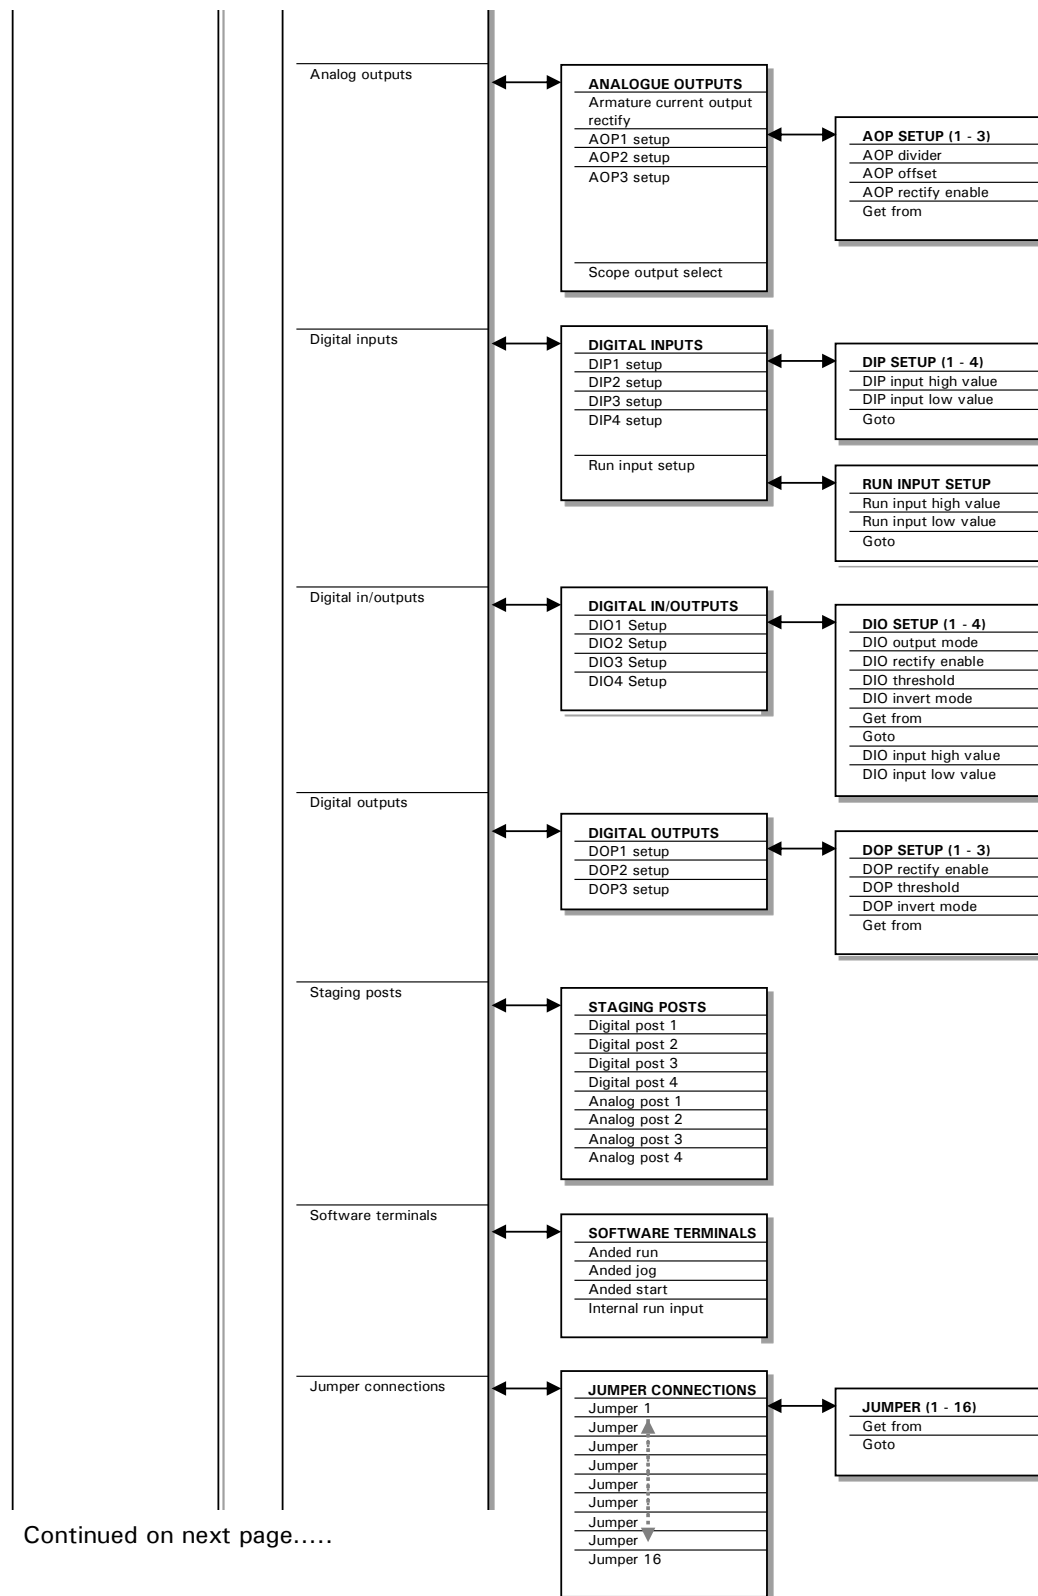 Analog outputs
ANALOGUE OUTPUTS
Armature current output
rectify
AOP1 setup
AOP2 setup
AOP3 setup
Scope output select
AOP SETUP (1 - 3)
AOP divider
AOP offset
AOP rectify enable
Get from
Digital inputs
DIGITAL INPUTS
DIP1 setup
DIP2 setup
DIP3 setup
DIP4 setup
Run input setup
DIP SETUP (1 - 4)
DIP input high value
DIP input low value
Goto
RUN INPUT SETUP
Run input high value
Run input low value
Goto
Digital in/outputs
DIGITAL IN/OUTPUTS
DIO1 Setup
DIO2 Setup
DIO3 Setup
DIO4 Setup
DIO SETUP (1 - 4)
DIO output mode
DIO rectify enable
DIO threshold
DIO invert mode
Get from
Goto
DIO input high value
DIO input low value
Digital outputs
DIGITAL OUTPUTS
DOP1 setup
DOP2 setup
DOP3 setup
DOP SETUP (1 - 3)
DOP rectify enable
DOP threshold
DOP invert mode
Get from
Staging posts
STAGING POSTS
Digital post 1
Digital post 2
Digital post 3
Digital post 4
Analog post 1
Analog post 2
Analog post 3
Analog post 4
Software terminals
SOFTWARE TERMINALS
Anded run
Anded jog
Anded start
Internal run input
Jumper connections
JUMPER CONNECTIONS
Jumper 1
Jumper
Jumper
Jumper
Jumper
Jumper
Jumper
Jumper
Jumper 16
JUMPER (1 - 16)
Get from
Goto
Continued on next page.....